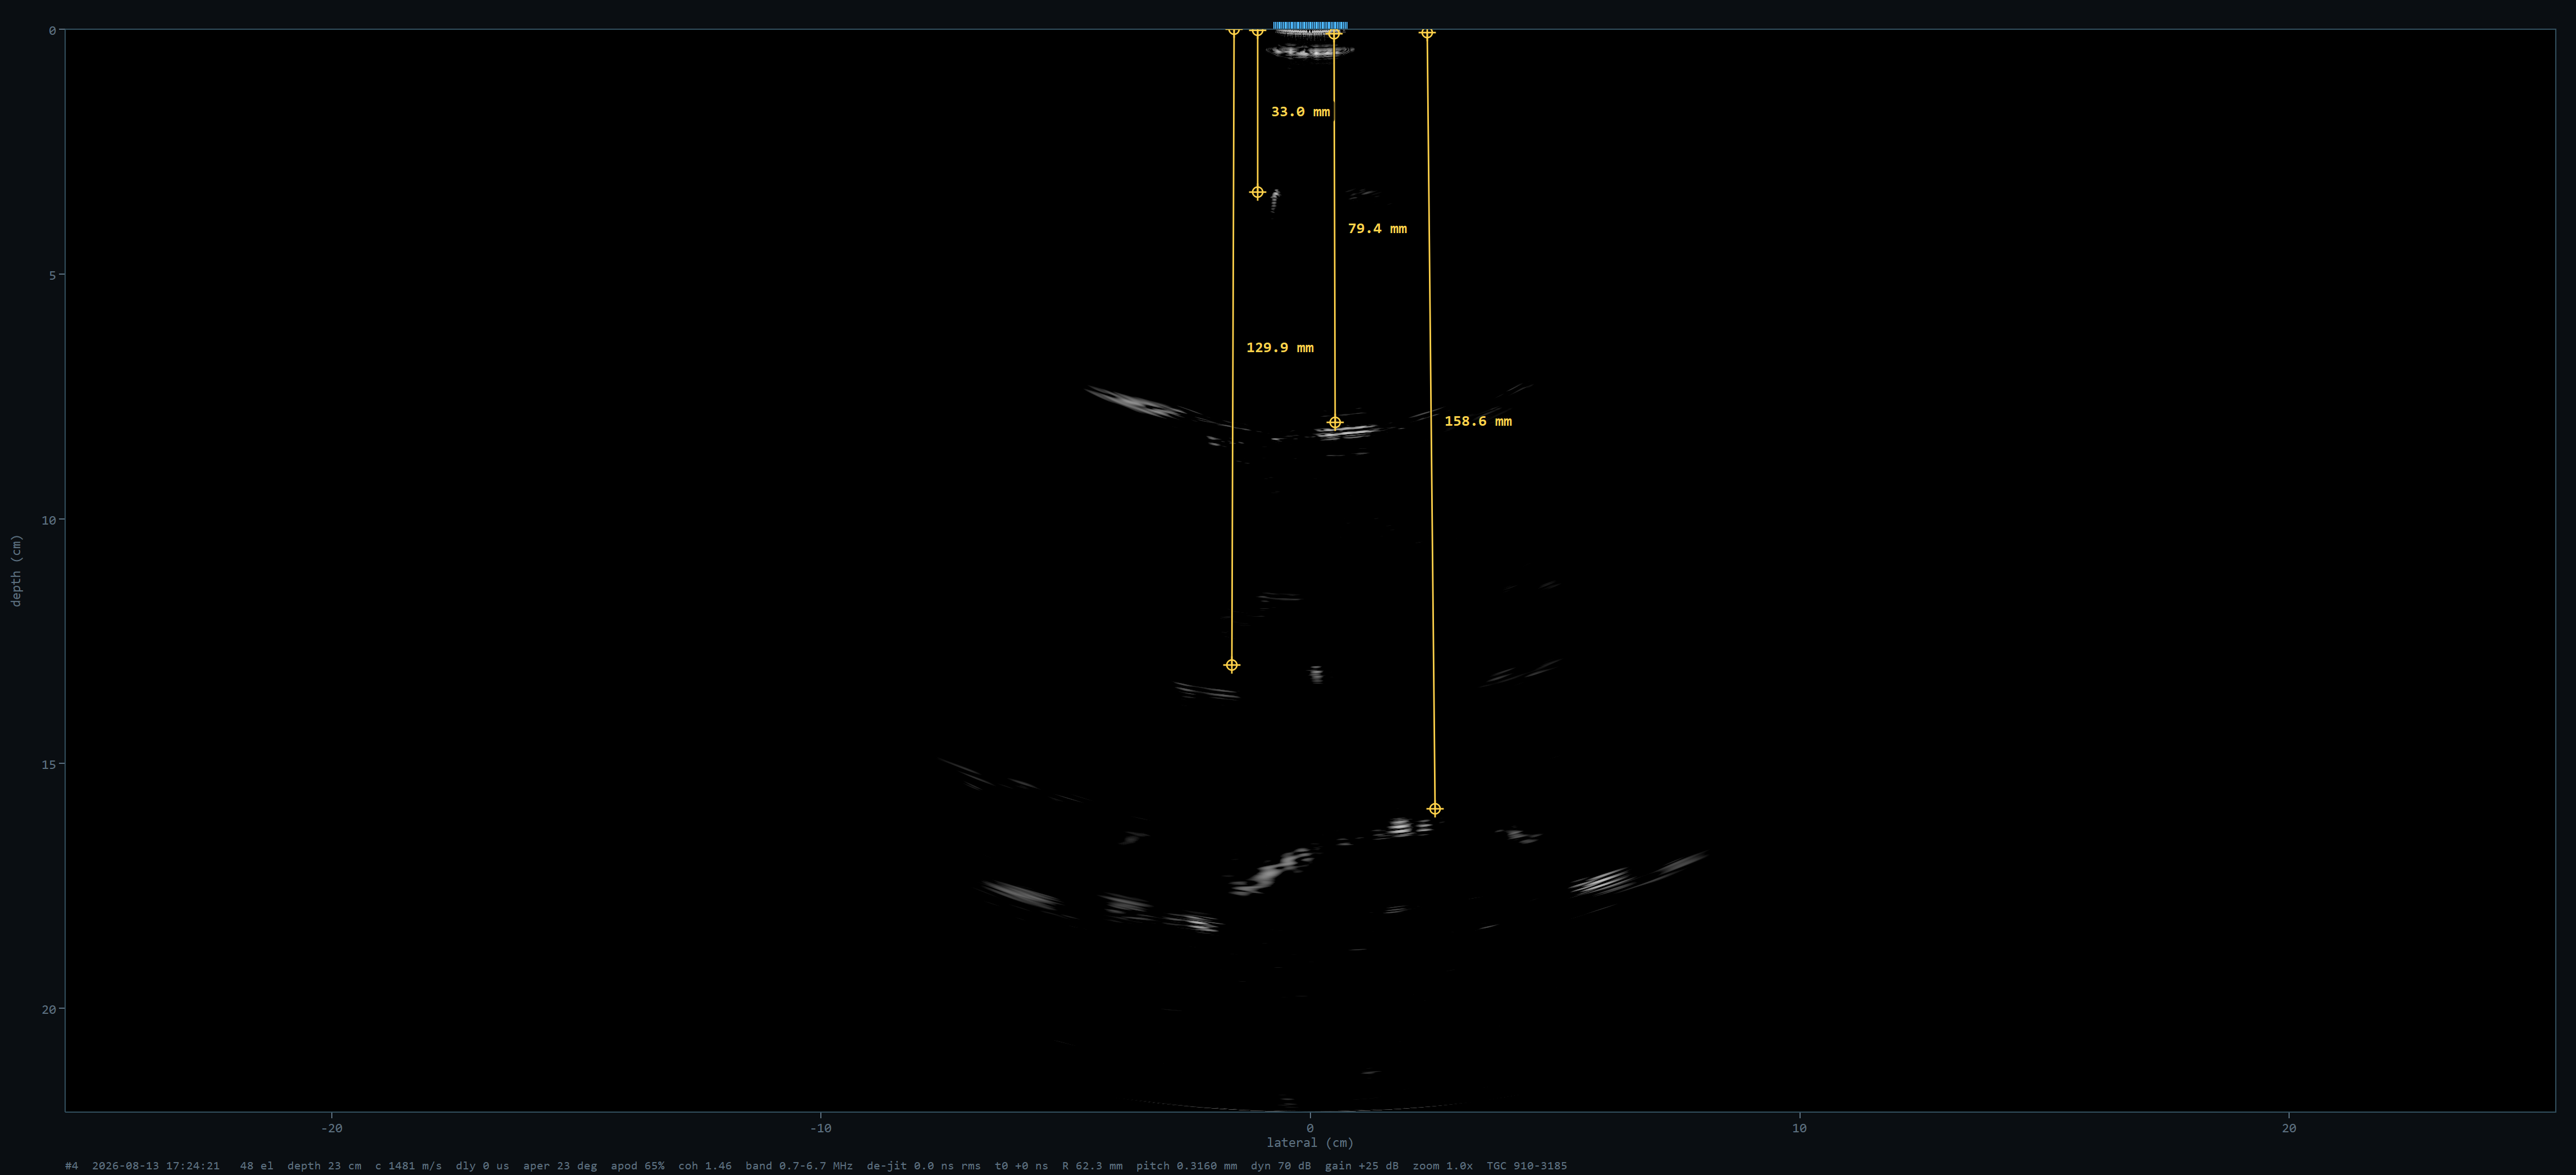 0
33.0 mm
79.4 mm
5
129.9 mm
158.6 mm
10
depth (cm)
15
20
-20 -10 0 10 20
lateral (cm)
#4 2026-08-13 17:24:21 48 el depth 23 cm c 1481 m/s dly 0 us aper 23 deg apod 65% coh 1.46 band 0.7-6.7 MHz de-jit 0.0 ns rms t0 +0 ns R 62.3 mm pitch 0.3160 mm dyn 70 dB gain +25 dB zoom 1.0x TGC 910-3185